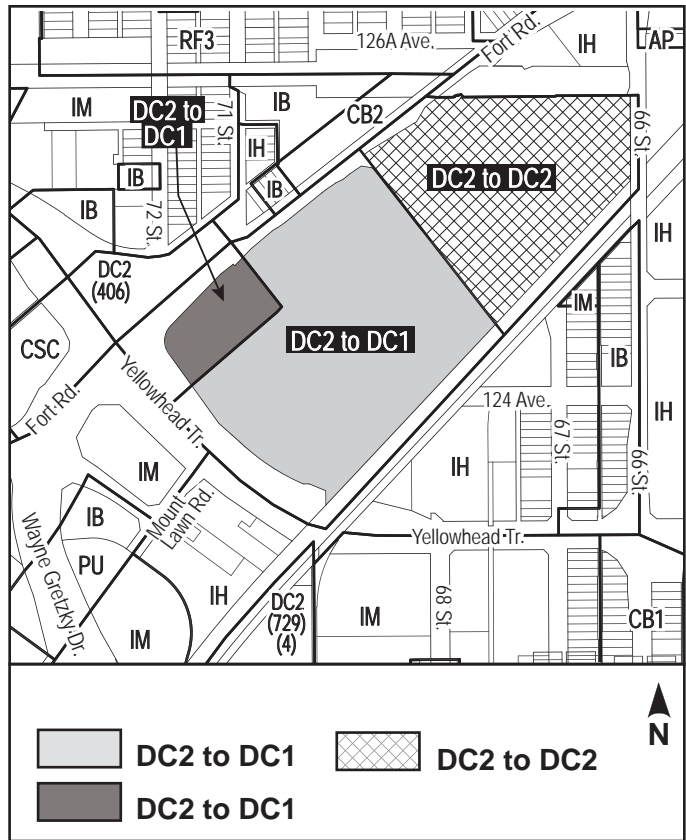 RF3
126A Ave.
Fort Rd.
IH
AP
IM
DC2 to
DC1
71 St.
IB
CB2
66 St.
IH
IB
IB
DC2 to DC2
IB
72 St.
IH
DC2
(406)
IM
CSC
DC2 to DC1
IB
Fort Rd.
Yellowhead Tr.
124 Ave.
67 St.
IH
66 St.
IM
IH
IB
Mount
Lawn Rd.
Yellowhead Tr.
Wayne Gretzky Dr.
PU
IH
DC2
(729)
(4)
IM
68 St.
CB1
IM
DC2 to DC1
DC2 to DC2
N
DC2 to DC1